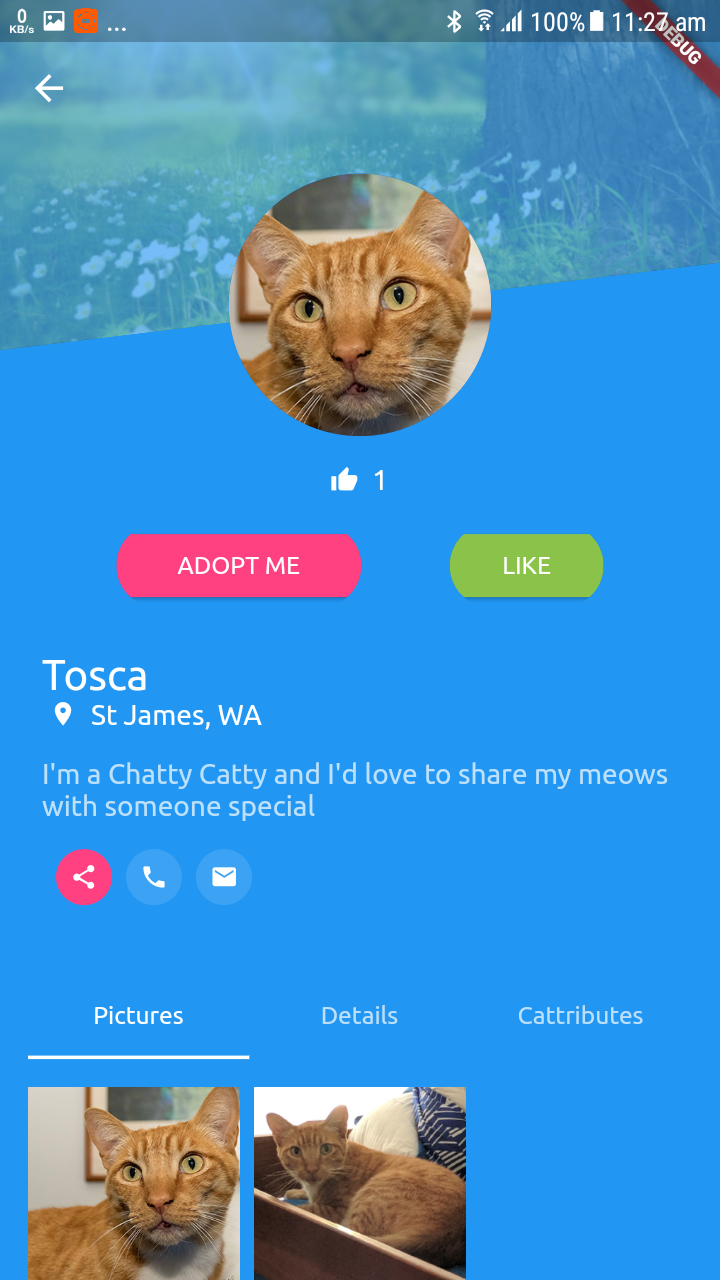 0
KB/s
...
100%
11:27 am
DEBUG
1
ADOPT ME
LIKE
Tosca
St James, WA
I'm a Chatty Catty and I'd love to share my meows
with someone special
Pictures
Details
Cattributes